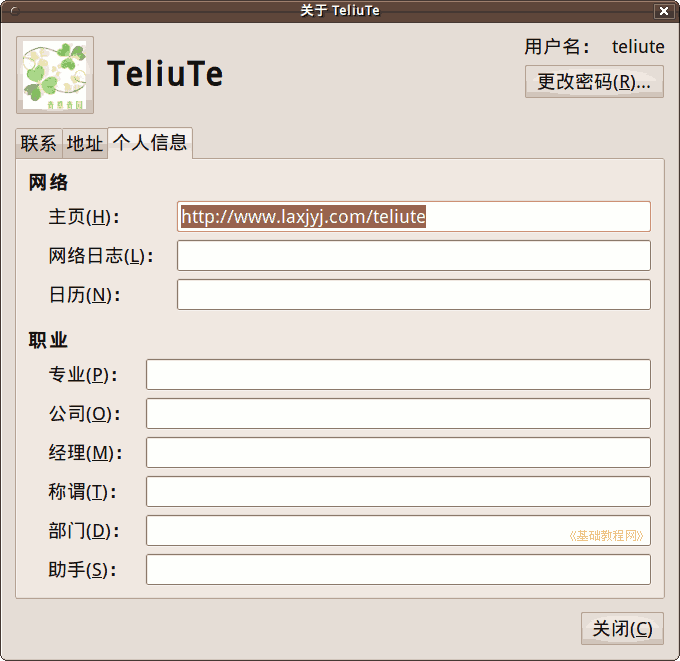 关于 TeliuTe
TeliuTe
用户名： teliute
更改密码(R)...
联系 地址 个人信息
网络
主页(H)： http://www.laxjyj.com/teliute
网络日志(L)：
日历(N)：
职业
专业(P)：
公司(O)：
经理(M)：
称谓(T)：
部门(D)： 《基础教程网》
助手(S)：
关闭(C)